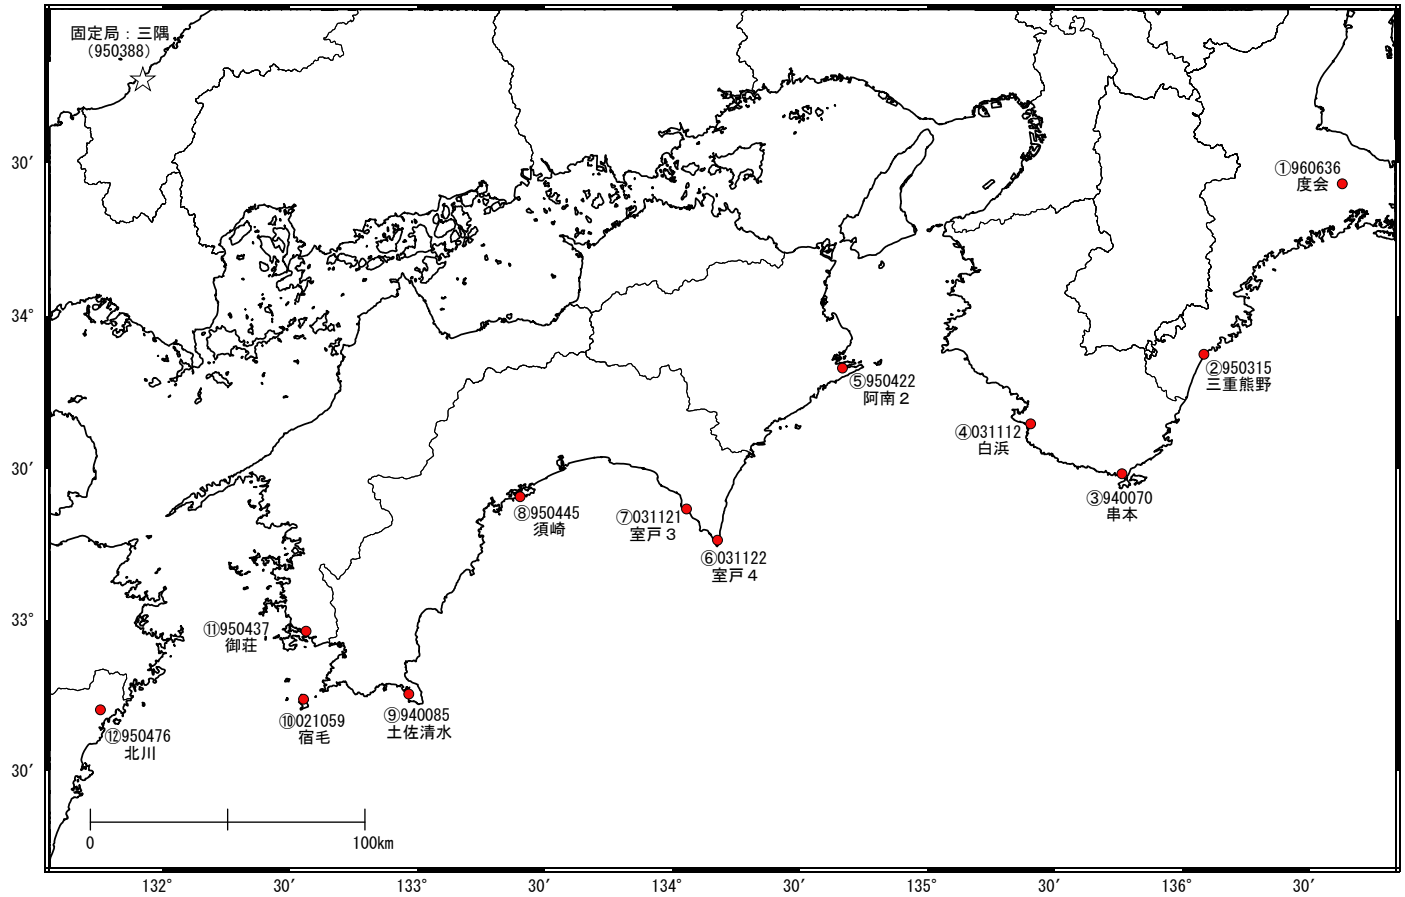 固定局：三隅
（950388）
①960636
度会
30′
34°
②950315
三重熊野
⑤950422
阿南２
④031112
白浜
30′
③940070
串本
⑧950445
須崎
⑦031121
室戸３
⑥031122
室戸４
33°
⑪950437
御荘
⑩021059
宿毛
⑨940085
土佐清水
⑫950476
北川
30′
0
100km
132°
30′
133°
30′
134°
30′
135°
30′
136°
30′